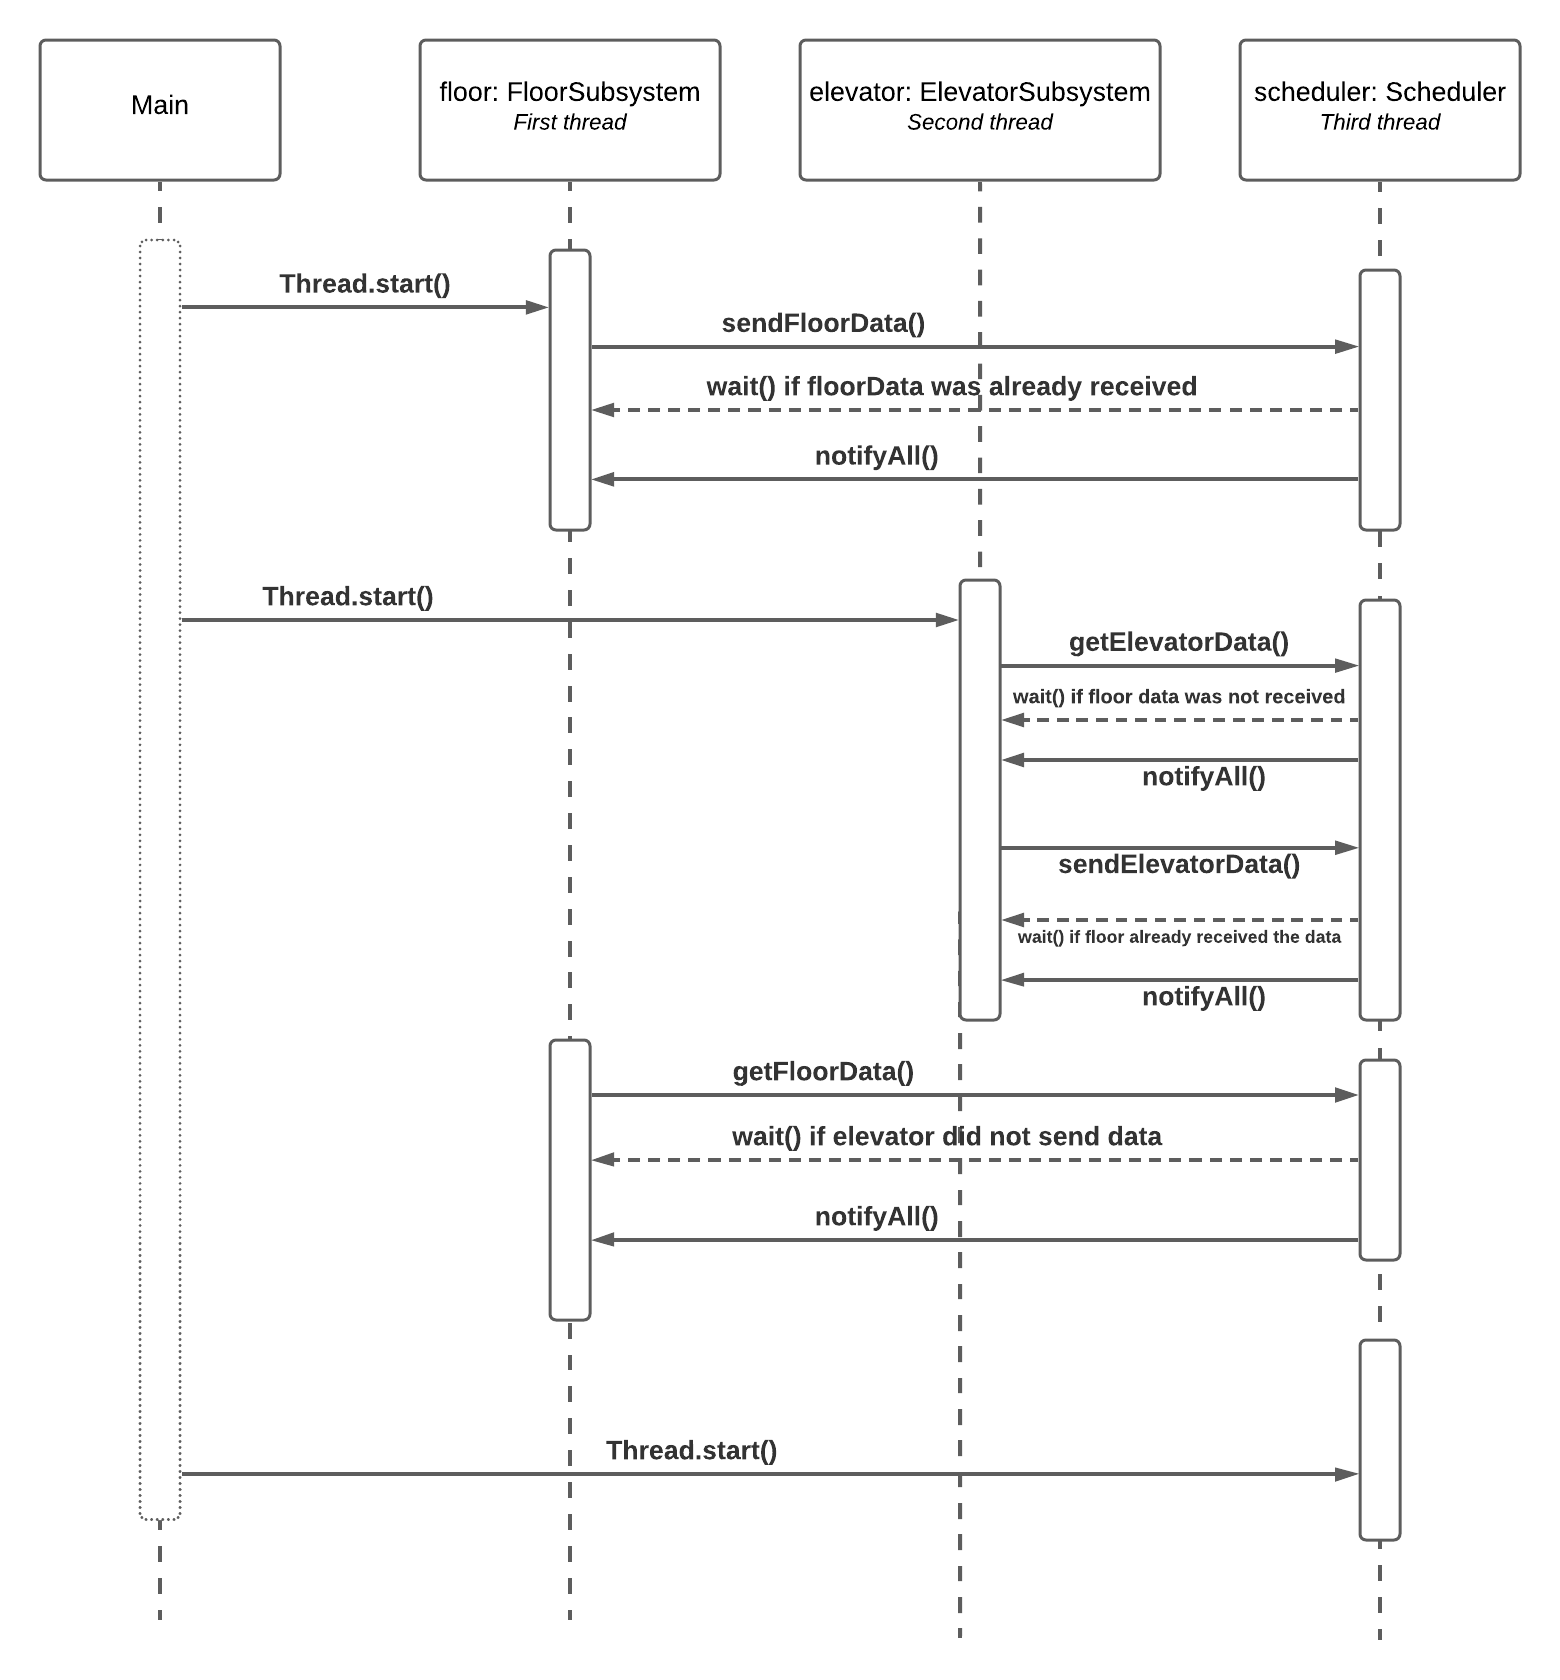 Main
floor: FloorSubsystem
First thread
elevator: ElevatorSubsystem
Second thread
scheduler: Scheduler
Third thread
Thread.start()
sendFloorData()
wait() if floorData was already received
notifyAll()
Thread.start()
getElevatorData()
wait() if floor data was not received
notifyAll()
sendElevatorData()
wait() if floor already received the data
notifyAll()
getFloorData()
wait() if elevator did not send data
notifyAll()
Thread.start()